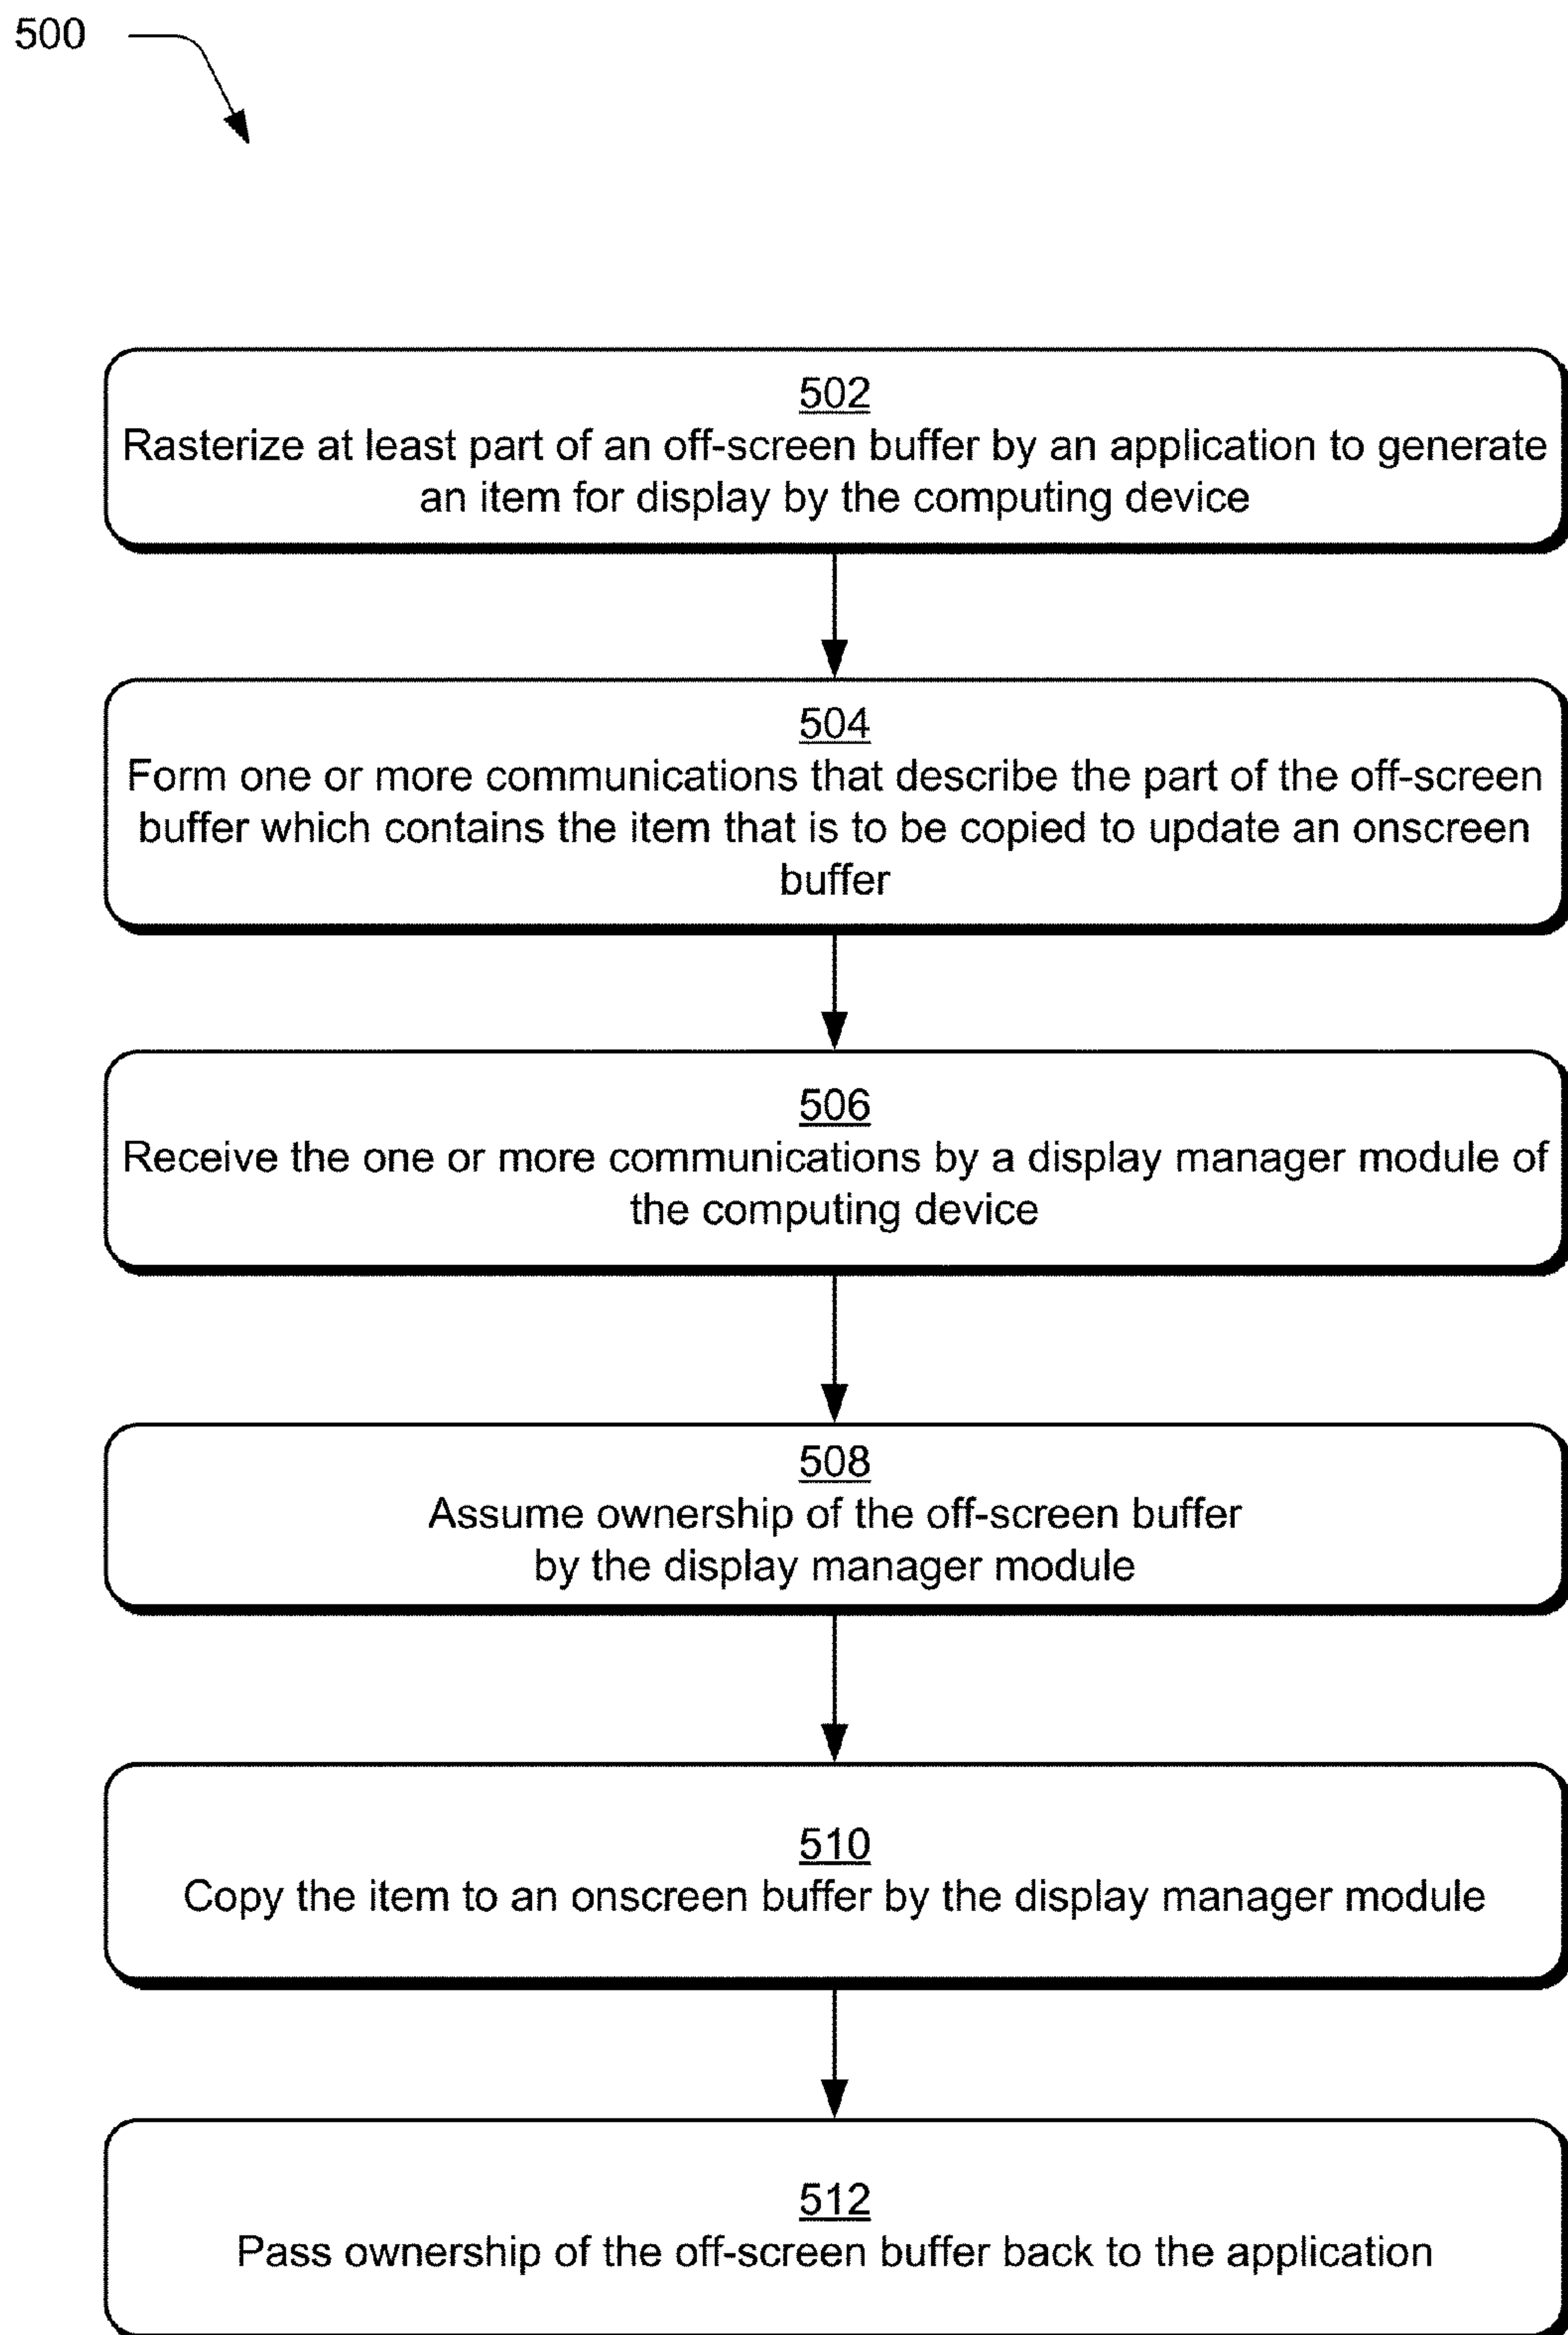 500
502
Rasterize at least part of an off-screen buffer by an application to generate
an item for display by the computing device
504
Form one or more communications that describe the part of the off-screen
buffer which contains the item that is to be copied to update an onscreen
buffer
506
Receive the one or more communications by a display manager module of
the computing device
508
Assume ownership of the off-screen buffer
by the display manager module
510
Copy the item to an onscreen buffer by the display manager module
512
Pass ownership of the off-screen buffer back to the application